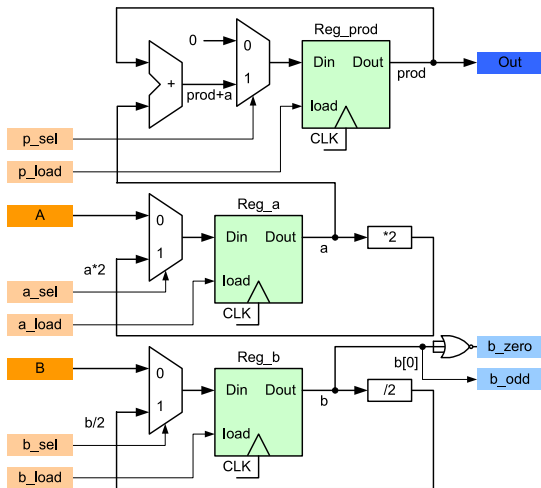 Reg_prod
0
0
Din
Dout
Out
+
1
prod
prod+a
load
p_sel
CLK
p_load
Reg_a
A
0
Din
Dout
*2
a
1
a*2
load
a_sel
a_load
CLK
Reg_b
b_zero
B
0
b[0]
b_odd
Din
Dout
/2
b
1
b/2
load
b_sel
CLK
b_load